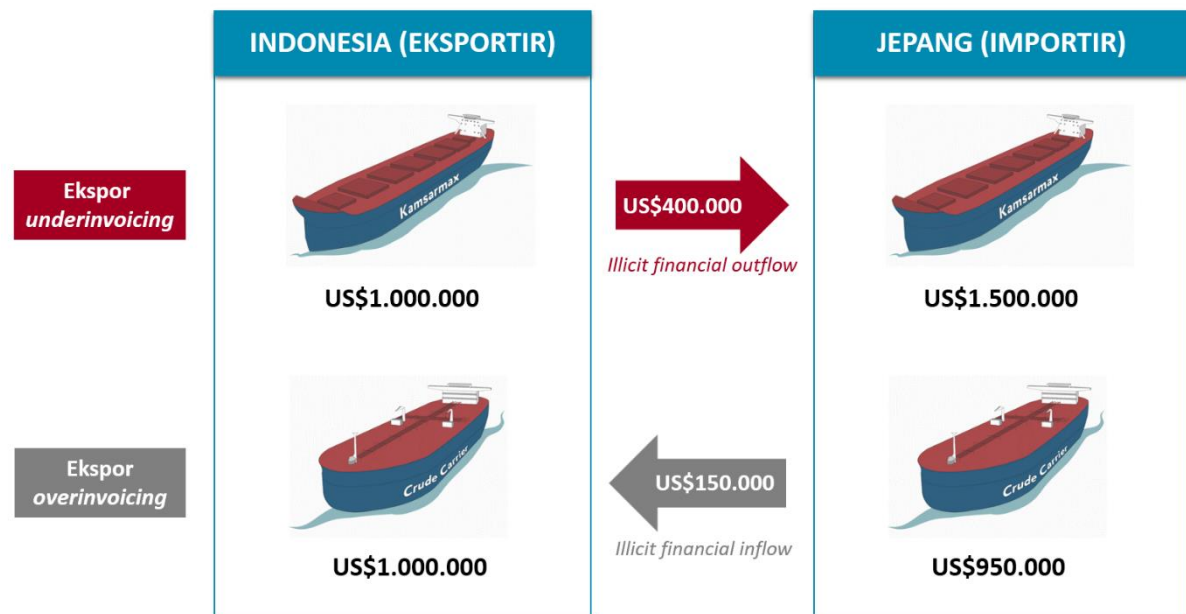 INDONESIA (EKSPORTIR)
JEPANG (IMPORTIR)
Ekspor
underinvoicing
Kamsarmax
US$400.000
Illicit financial outflow
Kamsarmax
US$1.000.000
US$1.500.000
Ekspor
overinvoicing
Crude Carrier
US$150.000
Illicit financial inflow
Crude Carrier
US$1.000.000
US$950.000